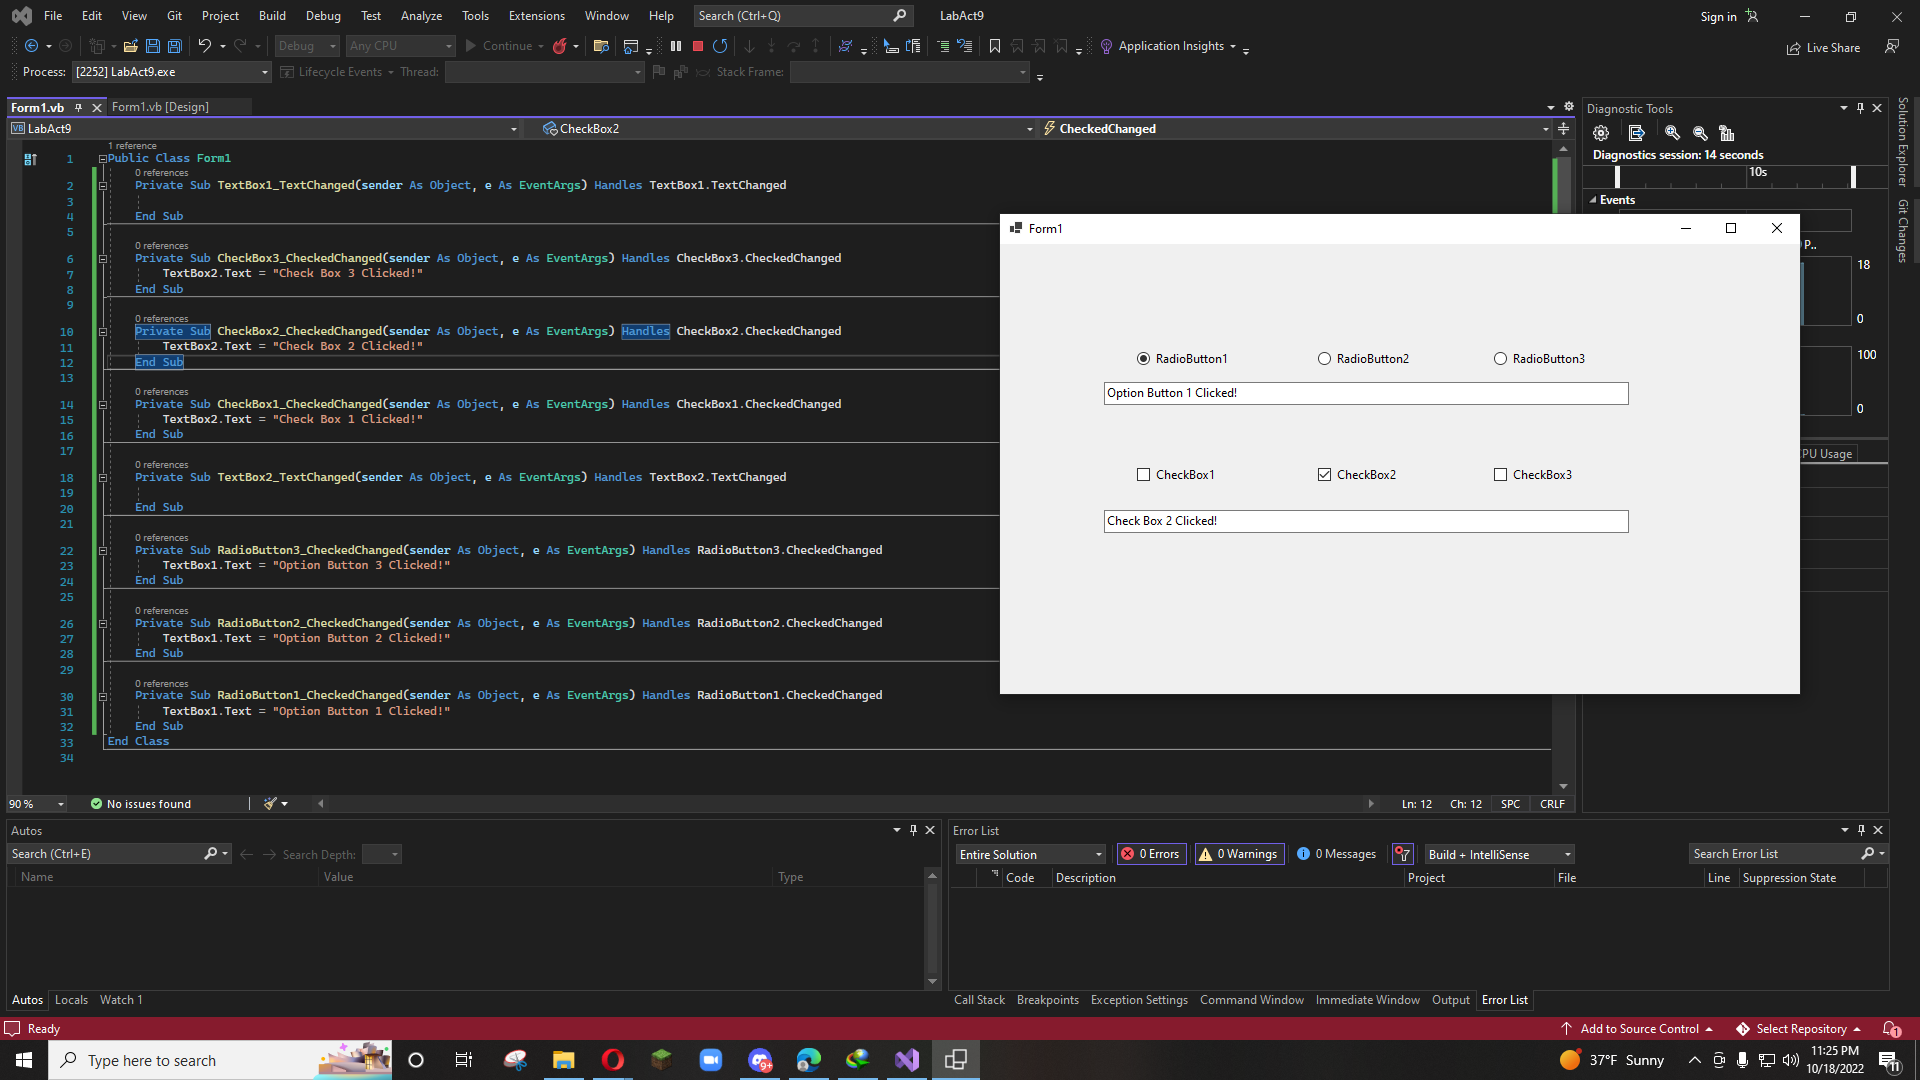 File Edit View Git Project Build Debug Test Analyze Tools Extensions Window Help Search (Ctrl+Q) LabAct9 Sign in
Debug Any CPU Continue Application Insights Live Share
Process: [2252] LabAct9.exe Lifecycle Events Thread: Stack Frame:
Form1.vb Form1.vb [Design]
VB LabAct9 CheckBox2 CheckedChanged
1 reference
1 Public Class Form1
0 references
2 Private Sub TextBox1_TextChanged(sender As Object, e As EventArgs) Handles TextBox1.TextChanged
3
4 End Sub
5
0 references
6 Private Sub CheckBox3_CheckedChanged(sender As Object, e As EventArgs) Handles CheckBox3.CheckedChanged
7 TextBox2.Text = "Check Box 3 Clicked!"
8 End Sub
9
0 references
10 Private Sub CheckBox2_CheckedChanged(sender As Object, e As EventArgs) Handles CheckBox2.CheckedChanged
11 TextBox2.Text = "Check Box 2 Clicked!"
12 End Sub
13
0 references
14 Private Sub CheckBox1_CheckedChanged(sender As Object, e As EventArgs) Handles CheckBox1.CheckedChanged
15 TextBox2.Text = "Check Box 1 Clicked!"
16 End Sub
17
0 references
18 Private Sub TextBox2_TextChanged(sender As Object, e As EventArgs) Handles TextBox2.TextChanged
19
20 End Sub
21
0 references
22 Private Sub RadioButton3_CheckedChanged(sender As Object, e As EventArgs) Handles RadioButton3.CheckedChanged
23 TextBox1.Text = "Option Button 3 Clicked!"
24 End Sub
25
0 references
26 Private Sub RadioButton2_CheckedChanged(sender As Object, e As EventArgs) Handles RadioButton2.CheckedChanged
27 TextBox1.Text = "Option Button 2 Clicked!"
28 End Sub
29
0 references
30 Private Sub RadioButton1_CheckedChanged(sender As Object, e As EventArgs) Handles RadioButton1.CheckedChanged
31 TextBox1.Text = "Option Button 1 Clicked!"
32 End Sub
33 End Class
34
90 % No issues found Ln: 12 Ch: 12 SPC CRLF
Form1
RadioButton1 RadioButton2 RadioButton3
Option Button 1 Clicked!
CheckBox1 CheckBox2 CheckBox3
Check Box 2 Clicked!
Diagnostic Tools
Diagnostics session: 14 seconds
10s
Events
P..
18
0
100
0
PU Usage
Solution Explorer
Git Changes
Autos
Search (Ctrl+E) Search Depth:
Name Value Type
Autos Locals Watch 1
Error List
Entire Solution 0 Errors 0 Warnings 0 Messages Build + IntelliSense Search Error List
Code Description Project File Line Suppression State
Call Stack Breakpoints Exception Settings Command Window Immediate Window Output Error List
Ready Add to Source Control Select Repository 1
Type here to search 9+ 37°F Sunny 11:25 PM
10/18/2022 11